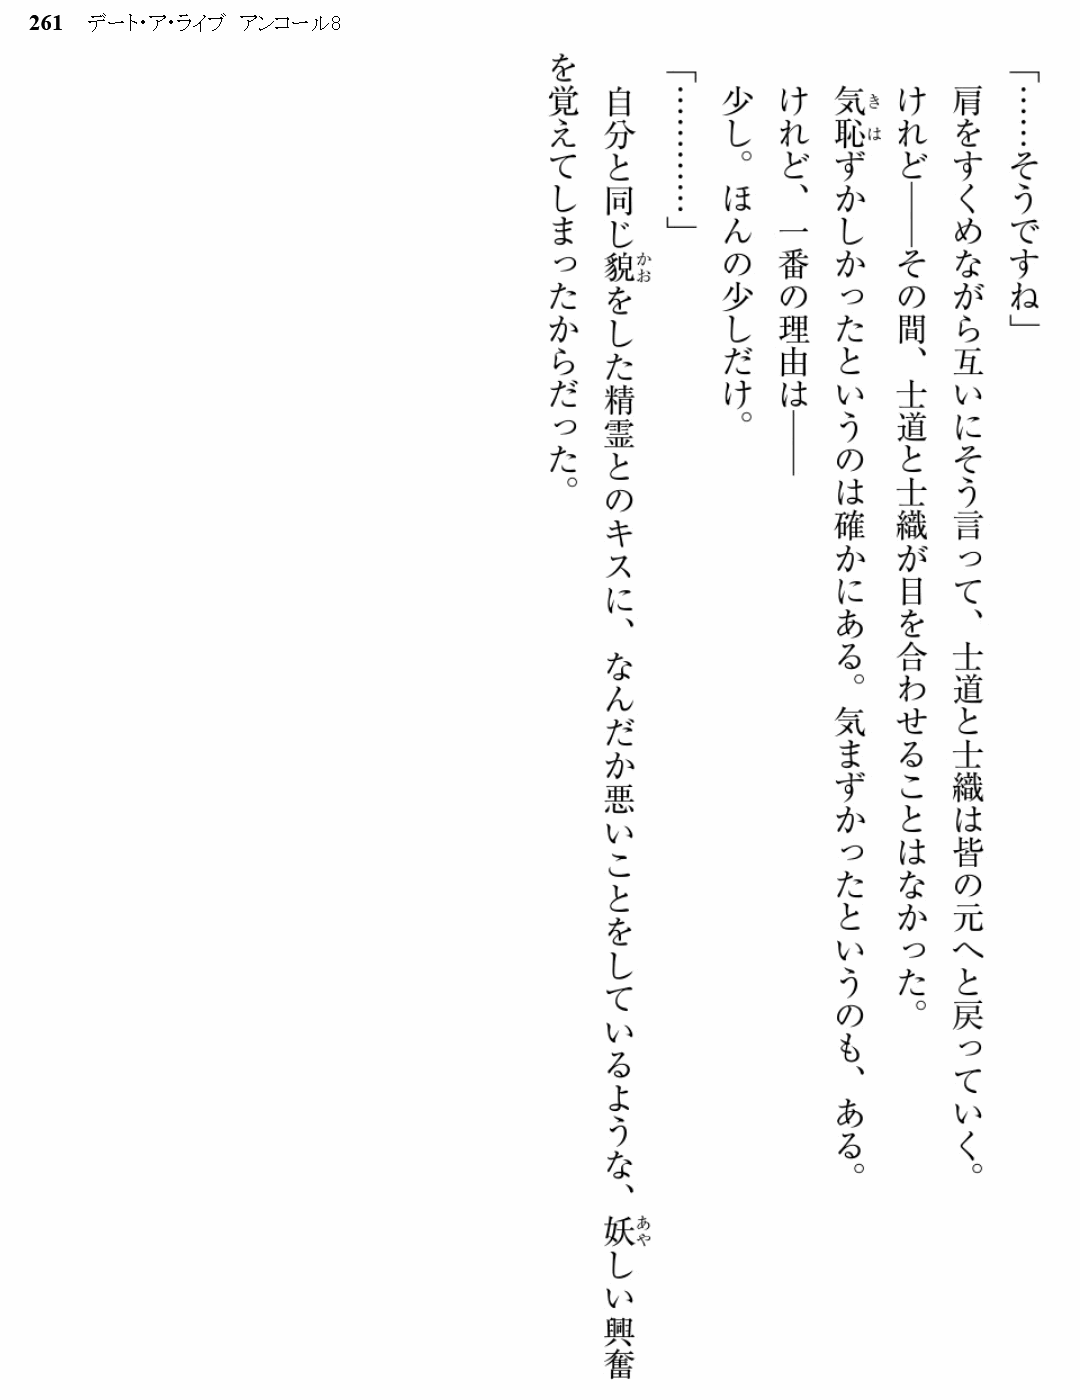 261 デート・ア・ライブ アンコール8
「……そうですね」
肩をすくめながら互いにそう言って、士道と士織は皆の元へと戻っていく。
けれど――その間、士道と士織が目を合わせることはなかった。
気恥ずかしかったというのは確かにある。気まずかったというのも、ある。
きは
けれど、一番の理由は――
少し。ほんの少しだけ。
「…………」
自分と同じ貌をした精霊とのキスに、なんだか悪いことをしているような、妖しい興奮
かお
あや
を覚えてしまったからだった。